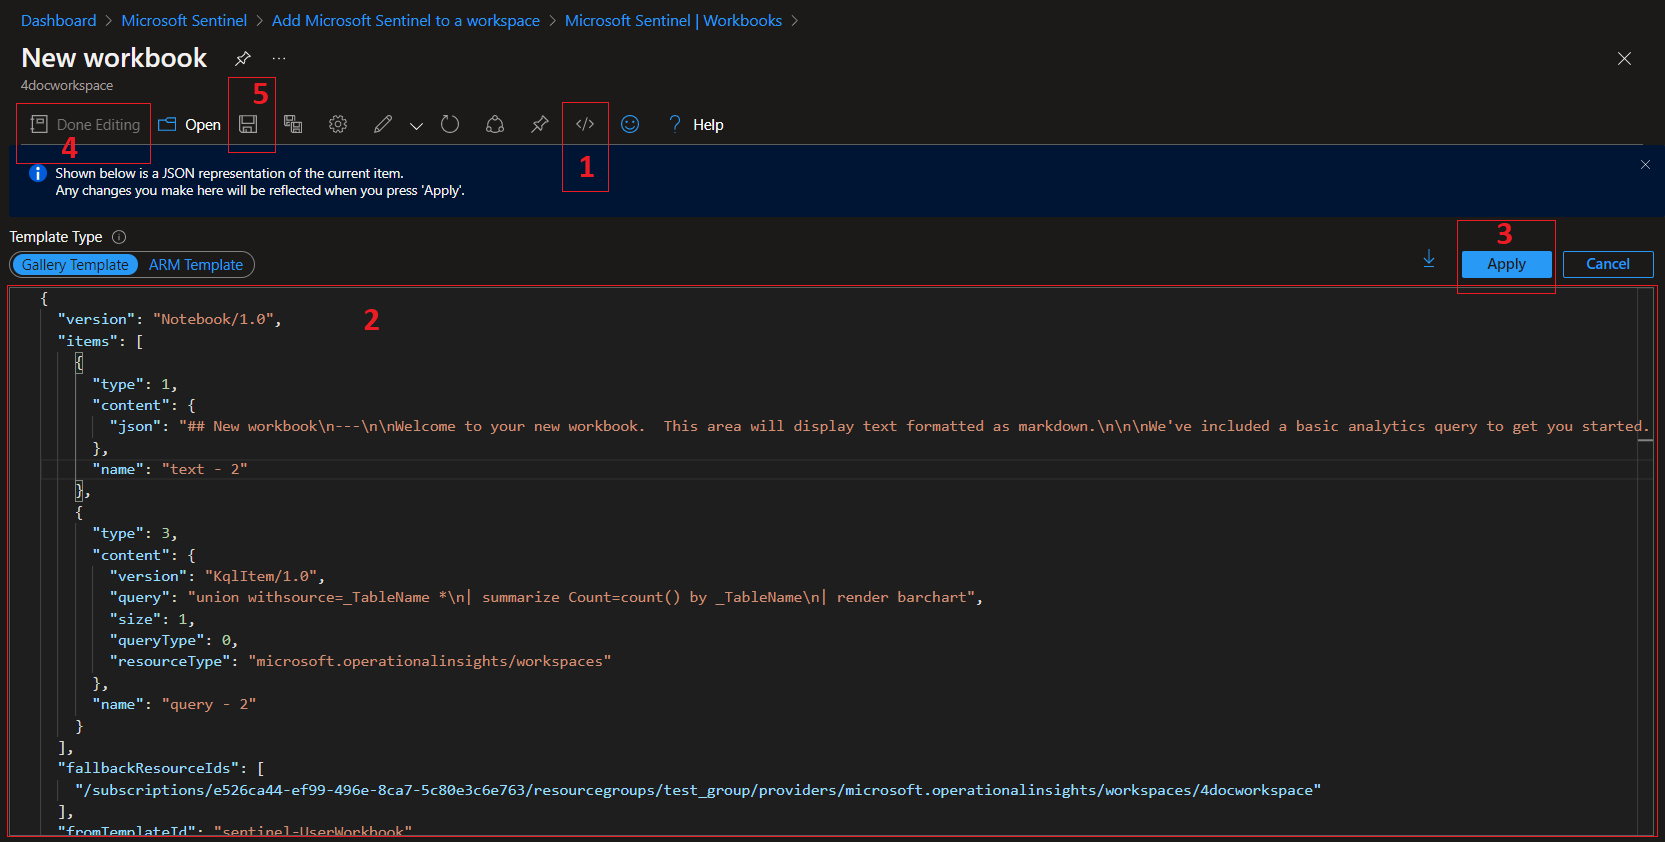 Dashboard > Microsoft Sentinel > Add Microsoft Sentinel to a workspace > Microsoft Sentinel | Workbooks >
New workbook ...
4docworkspace
5
Done Editing Open </> ? Help
4
1
Shown below is a JSON representation of the current item.
Any changes you make here will be reflected when you press 'Apply'.
Template Type
3
Gallery Template ARM Template Apply Cancel
{
"version": "Notebook/1.0",
2
"items": [
{
"type": 1,
"content": {
"json": "## New workbook\n---\n\nWelcome to your new workbook.  This area will display text formatted as markdown.\n\n\nWe've included a basic analytics query to get you started.
},
"name": "text - 2"
},
{
"type": 3,
"content": {
"version": "KqlItem/1.0",
"query": "union withsource=_TableName *\n| summarize Count=count() by _TableName\n| render barchart",
"size": 1,
"queryType": 0,
"resourceType": "microsoft.operationalinsights/workspaces"
},
"name": "query - 2"
}
],
"fallbackResourceIds": [
"/subscriptions/e526ca44-ef99-496e-8ca7-5c80e3c6e763/resourcegroups/test_group/providers/microsoft.operationalinsights/workspaces/4docworkspace"
],
"fromTemplateId": "sentinel-UserWorkbook"